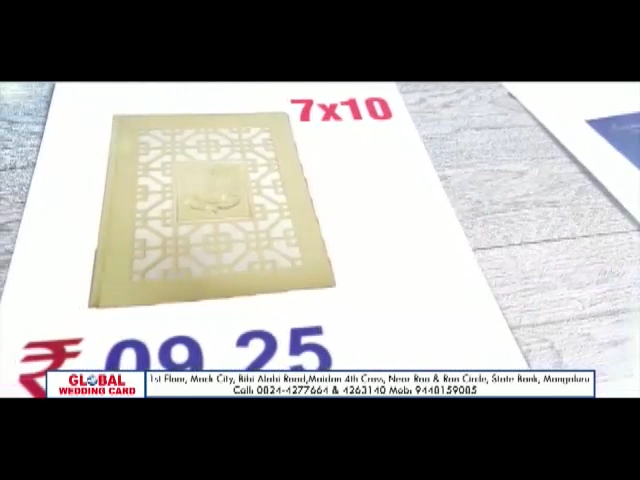 7x10
₹ 09.25
GLOBAL
WEDDING CARD
1st Floor, Mack City, Bibi Alabi Road,Maidan 4th Cross, Near Rao & Rao Circle, State Bank, Mangaluru
Call: 0824-4277664 & 4263140 Mob: 9448159085